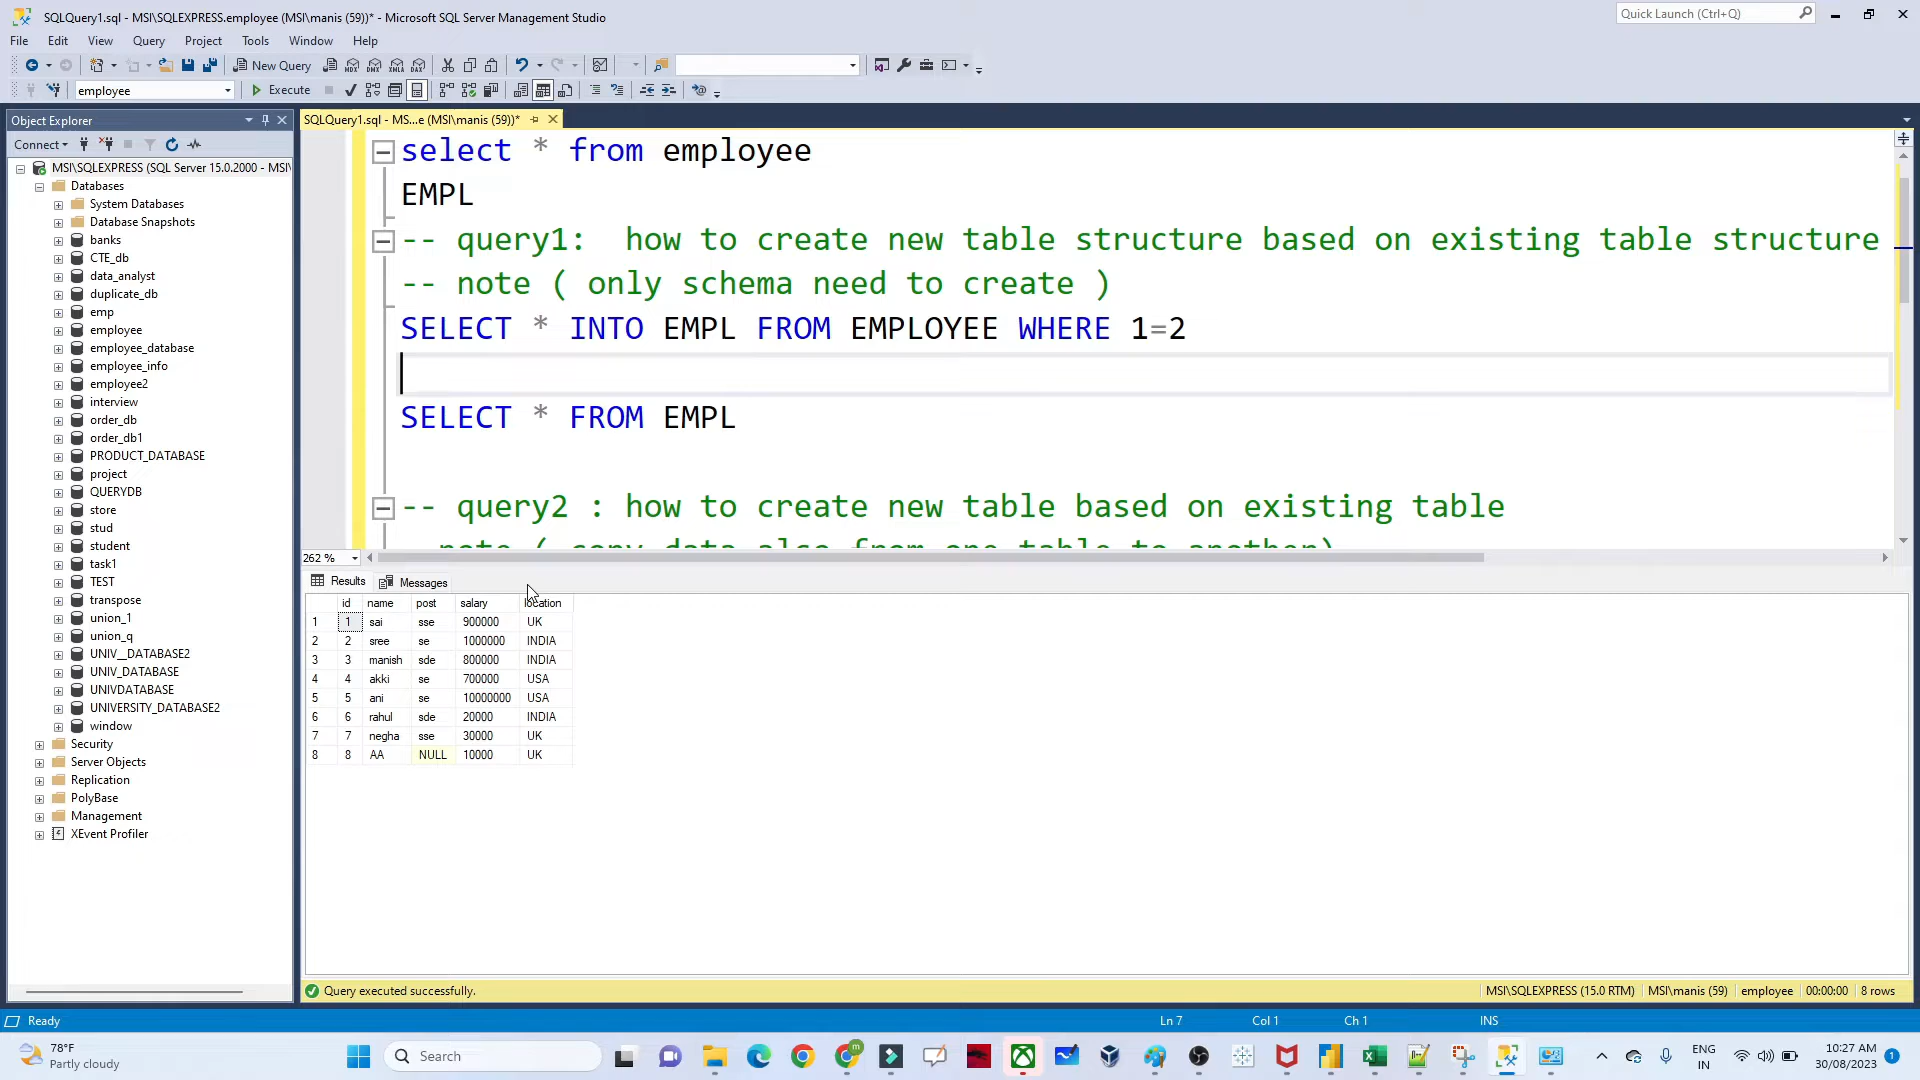 SQLQuery1.sql - MSI\SQLEXPRESS.employee (MSI\manis (59))* - Microsoft SQL Server Management Studio
Quick Launch (Ctrl+Q)
File Edit View Query Project Tools Window Help
New Query
employee
Execute
Object Explorer
SQLQuery1.sql - MS...e (MSI\manis (59))*
Connect
MSI\SQLEXPRESS (SQL Server 15.0.2000 - MSI\
Databases
System Databases
Database Snapshots
banks
CTE_db
data_analyst
duplicate_db
emp
employee
employee_database
employee_info
employee2
interview
order_db
order_db1
PRODUCT_DATABASE
project
QUERYDB
store
stud
student
task1
TEST
transpose
union_1
union_q
UNIV__DATABASE2
UNIV_DATABASE
UNIVDATABASE
UNIVERSITY_DATABASE2
window
Security
Server Objects
Replication
PolyBase
Management
XEvent Profiler
select * from employee
EMPL
-- query1:  how to create new table structure based on existing table structure
-- note ( only schema need to create )
SELECT * INTO EMPL FROM EMPLOYEE WHERE 1=2
SELECT * FROM EMPL
-- query2 : how to create new table based on existing table
note ( copy data also from one table to another)
262 %
Results Messages
id name post salary location
1 1 sai sse 900000 UK
2 2 sree se 1000000 INDIA
3 3 manish sde 800000 INDIA
4 4 akki se 700000 USA
5 5 ani se 10000000 USA
6 6 rahul sde 20000 INDIA
7 7 negha sse 30000 UK
8 8 AA NULL 10000 UK
Query executed successfully.
MSI\SQLEXPRESS (15.0 RTM) MSI\manis (59) employee 00:00:00 8 rows
Ready
Ln 7 Col 1 Ch 1 INS
78°F
Partly cloudy
Search
m
ENG
IN
10:27 AM
30/08/2023
1